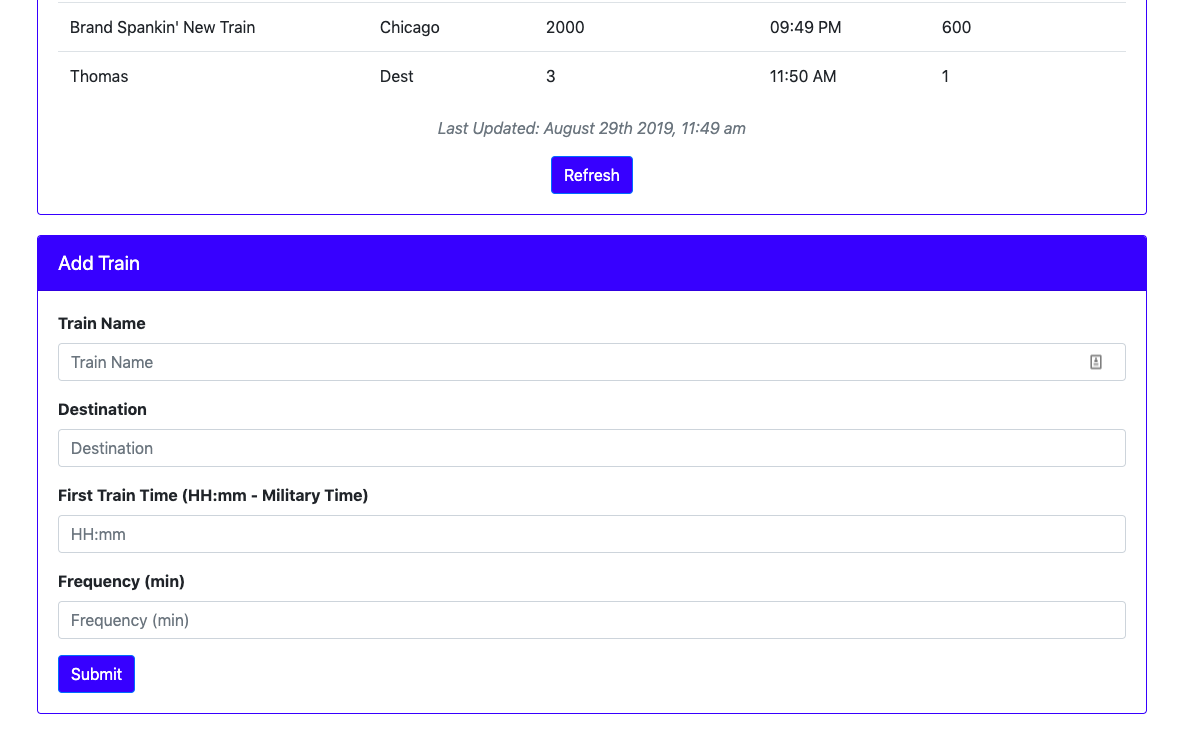 Brand Spankin' New Train Chicago 2000 09:49 PM 600
Thomas Dest 3 11:50 AM 1
Last Updated: August 29th 2019, 11:49 am
Refresh
Add Train
Train Name
Train Name
Destination
Destination
First Train Time (HH:mm - Military Time)
HH:mm
Frequency (min)
Frequency (min)
Submit